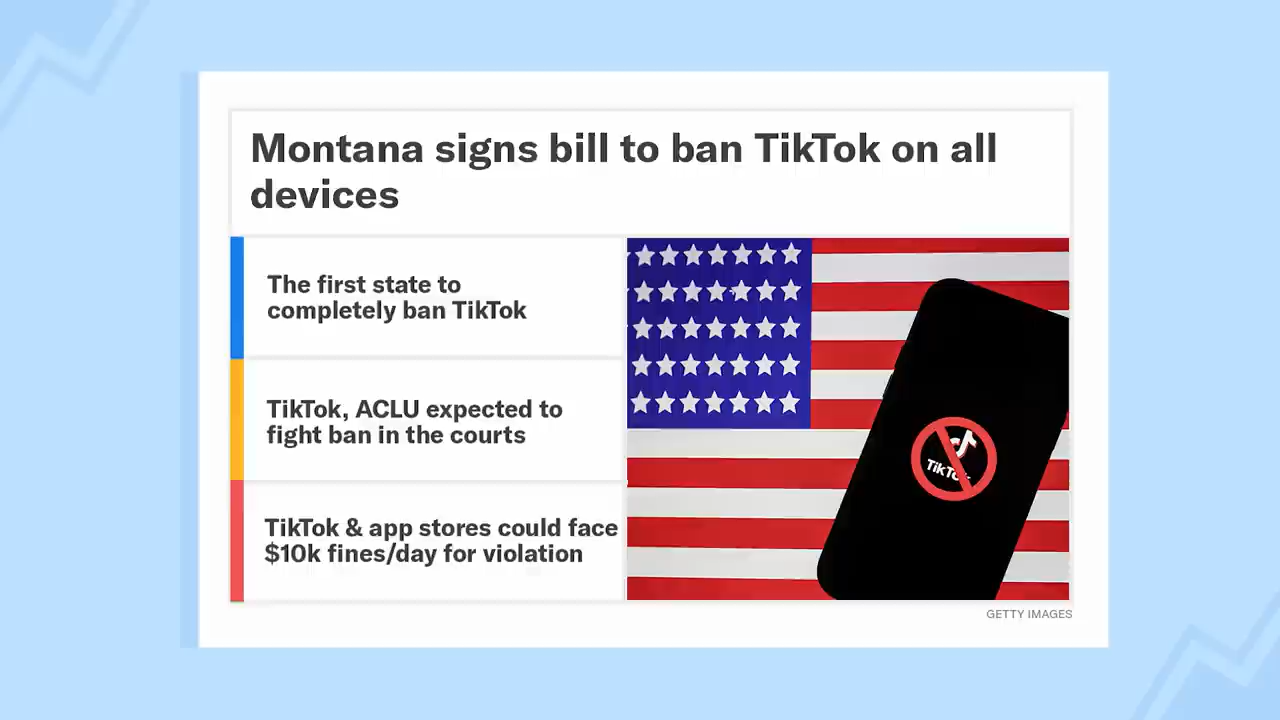 Montana signs bill to ban TikTok on all
devices
The first state to
completely ban TikTok
TikTok, ACLU expected to
fight ban in the courts
TikTok & app stores could face
$10k fines/day for violation
TikTok
GETTY IMAGES